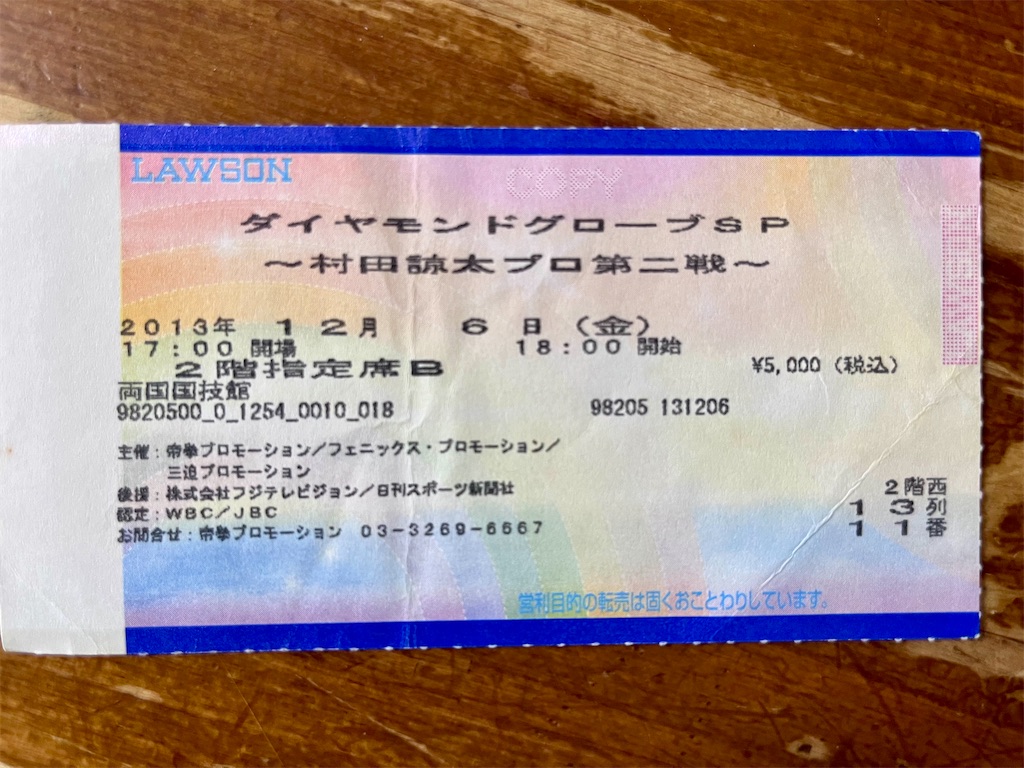 LAWSON
COPY
ダイヤモンドグローブSP
~村田諒太プロ第二戦~
2013年 12月 6日(金)
17:00 開場 18:00 開始
2階指定席B ¥5,000(税込)
両国国技館
9820500_0_1254_0010_018 98205 131206
主催:帝拳プロモーション/フェニックス・プロモーション/
三迫プロモーション
後援:株式会社フジテレビジョン/日刊スポーツ新聞社
認定:WBC/JBC
お問合せ:帝拳プロモーション 03-3269-6667
2階西
13列
11番
営利目的の転売は固くおことわりしています。